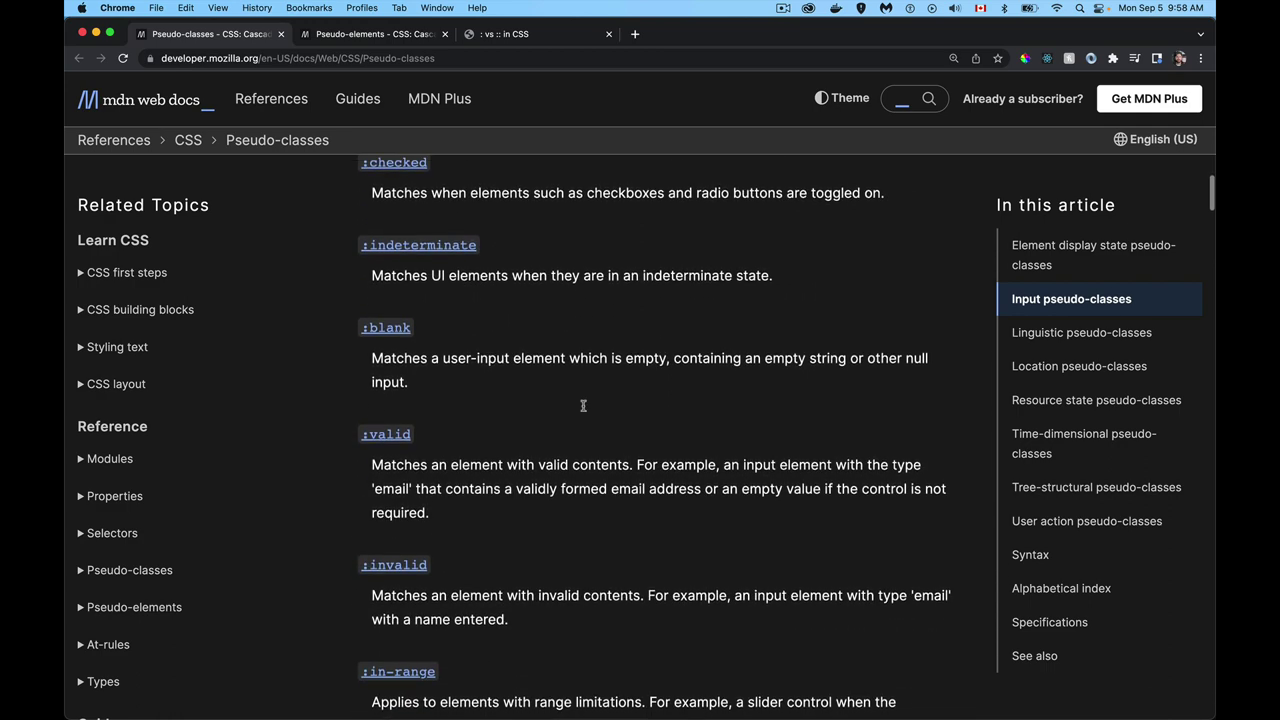 Chrome File Edit View History Bookmarks Profiles Tab Window Help Mon Sep 5 9:58 AM
Pseudo-classes - CSS: Cascad Pseudo-elements - CSS: Casc : vs :: in CSS
developer.mozilla.org/en-US/docs/Web/CSS/Pseudo-classes
mdn web docs_ References Guides MDN Plus Theme Already a subscriber? Get MDN Plus
References > CSS > Pseudo-classes English (US)
Related Topics
Learn CSS
CSS first steps
CSS building blocks
Styling text
CSS layout
Reference
Modules
Properties
Selectors
Pseudo-classes
Pseudo-elements
At-rules
Types
:checked
Matches when elements such as checkboxes and radio buttons are toggled on.
:indeterminate
Matches UI elements when they are in an indeterminate state.
:blank
Matches a user-input element which is empty, containing an empty string or other null
input.
:valid
Matches an element with valid contents. For example, an input element with the type
'email' that contains a validly formed email address or an empty value if the control is not
required.
:invalid
Matches an element with invalid contents. For example, an input element with type 'email'
with a name entered.
:in-range
Applies to elements with range limitations. For example, a slider control when the
In this article
Element display state pseudo-
classes
Input pseudo-classes
Linguistic pseudo-classes
Location pseudo-classes
Resource state pseudo-classes
Time-dimensional pseudo-
classes
Tree-structural pseudo-classes
User action pseudo-classes
Syntax
Alphabetical index
Specifications
See also